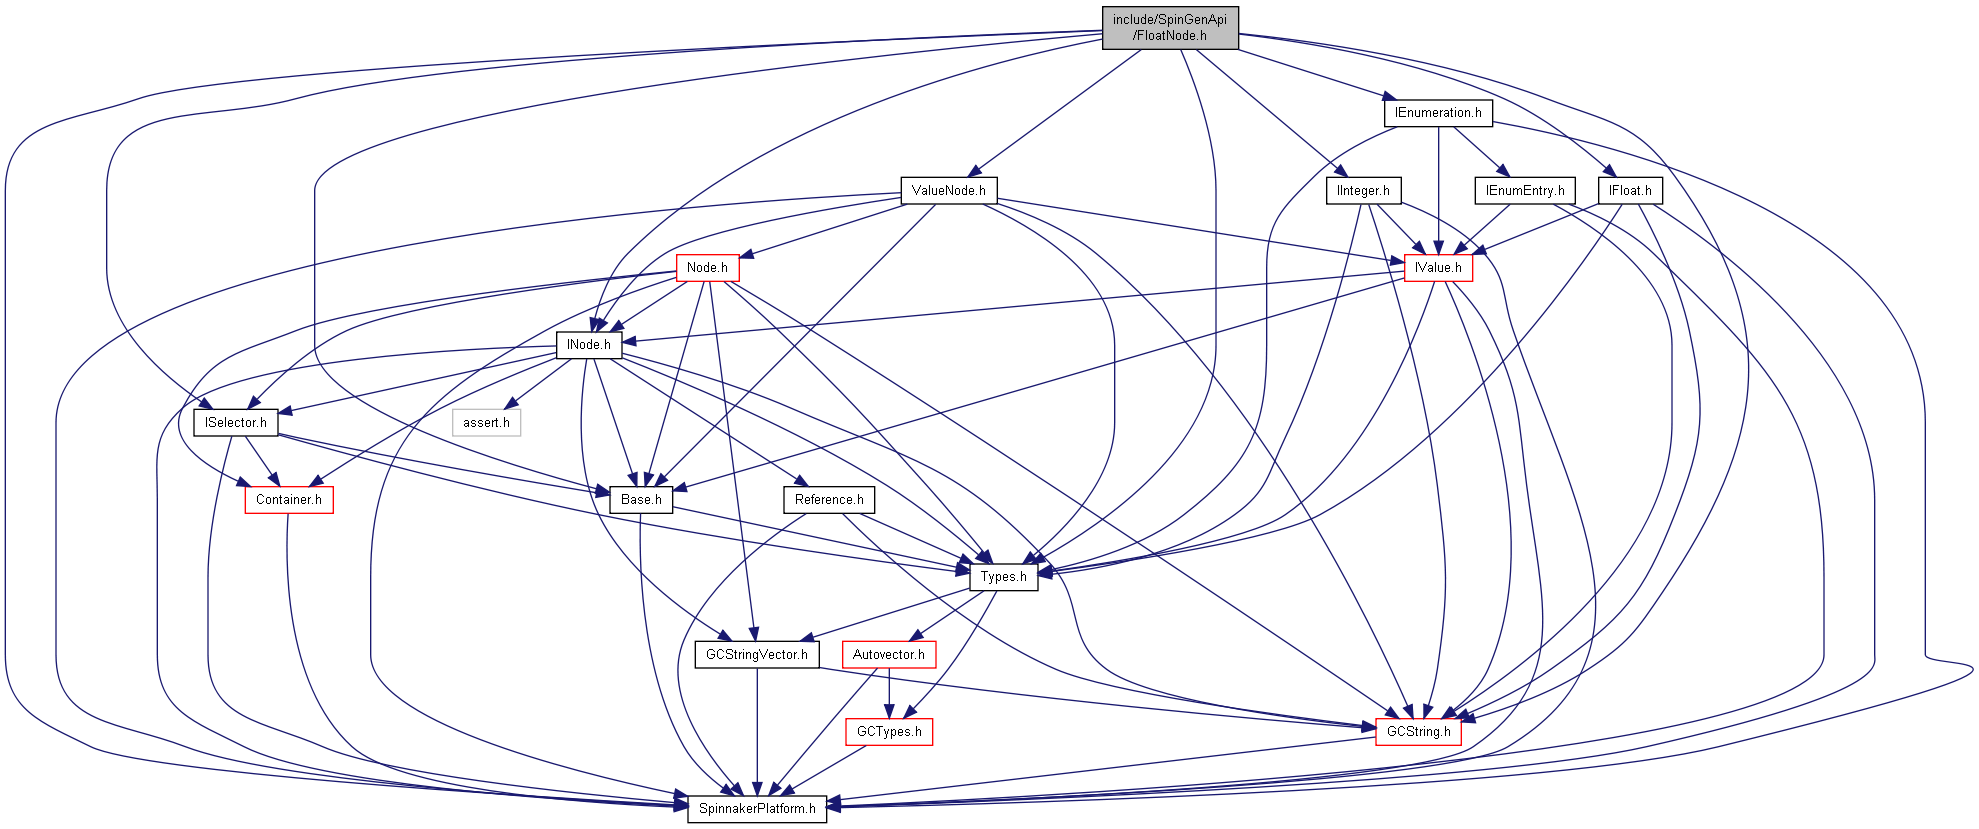 include/SpinGenApi
/FloatNode.h
IEnumeration.h
ValueNode.h
IInteger.h
IEnumEntry.h
IFloat.h
Node.h
IValue.h
INode.h
ISelector.h
assert.h
Container.h
Base.h
Reference.h
Types.h
GCStringVector.h
Autovector.h
GCTypes.h
GCString.h
SpinnakerPlatform.h